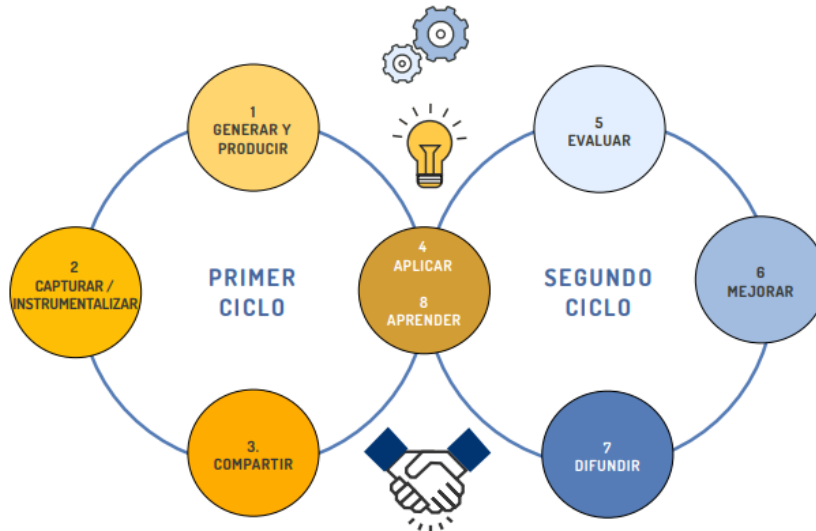 1
GENERAR Y
PRODUCIR
2
CAPTURAR /
INSTRUMENTALIZAR
3.
COMPARTIR
PRIMER
CICLO
4
APLICAR
8
APRENDER
SEGUNDO
CICLO
5
EVALUAR
6
MEJORAR
7
DIFUNDIR